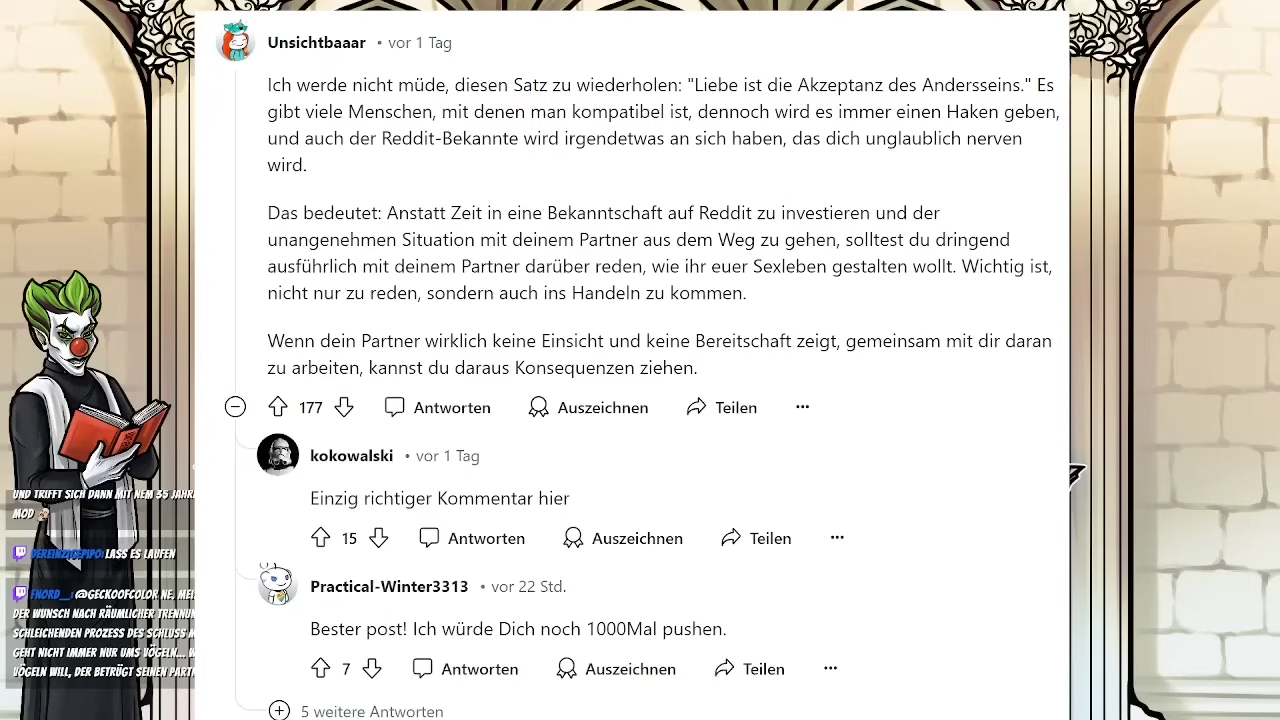 Unsichtbaaar • vor 1 Tag
Ich werde nicht müde, diesen Satz zu wiederholen: "Liebe ist die Akzeptanz des Andersseins." Es
gibt viele Menschen, mit denen man kompatibel ist, dennoch wird es immer einen Haken geben,
und auch der Reddit-Bekannte wird irgendetwas an sich haben, das dich unglaublich nerven
wird.
Das bedeutet: Anstatt Zeit in eine Bekanntschaft auf Reddit zu investieren und der
unangenehmen Situation mit deinem Partner aus dem Weg zu gehen, solltest du dringend
ausführlich mit deinem Partner darüber reden, wie ihr euer Sexleben gestalten wollt. Wichtig ist,
nicht nur zu reden, sondern auch ins Handeln zu kommen.
Wenn dein Partner wirklich keine Einsicht und keine Bereitschaft zeigt, gemeinsam mit dir daran
zu arbeiten, kannst du daraus Konsequenzen ziehen.
177 Antworten Auszeichnen Teilen ...
kokowalski • vor 1 Tag
Einzig richtiger Kommentar hier
15 Antworten Auszeichnen Teilen ...
Practical-Winter3313 • vor 22 Std.
Bester post! Ich würde Dich noch 1000Mal pushen.
7 Antworten Auszeichnen Teilen ...
5 weitere Antworten
UND TRIFFT SICH DANN MIT NEM 35 JAHR
MOD
DEREINZIGEPIPO: LASS ES LAUFEN
FNORD__: @GECKOOFCOLOR NE. MEI
DER WUNSCH NACH RÄUMLICHER TRENNUN
SCHLEICHENDEN PROZESS DES SCHLUSS M
GEHT NICHT IMMER NUR UMS VÖGELN... W
VÖGELN WILL, DER BETRÜGT SEINEN PARTN